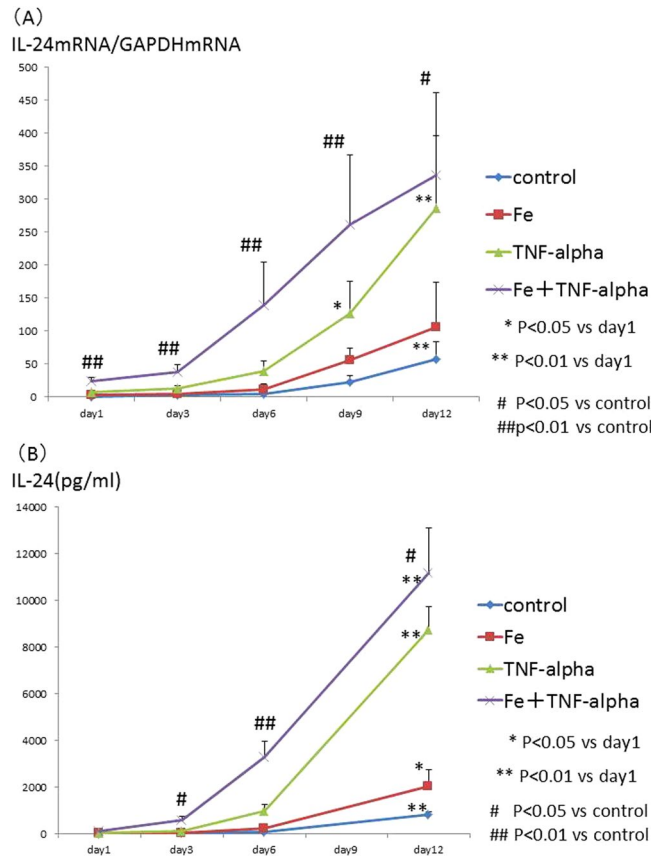 （A）
IL-24mRNA/GAPDHmRNA
500
450
400
350
300
250
200
150
100
50
0
#
##
##
##
##
**
*
**
day1 day3 day6 day9 day12
control
Fe
TNF-alpha
Fe＋TNF-alpha
* P<0.05 vs day1
** P<0.01 vs day1
# P<0.05 vs control
##p<0.01 vs control
（B）
IL-24(pg/ml)
14000
12000
10000
8000
6000
4000
2000
0
#
**
**
##
*
#
**
day1 day3 day6 day9 day12
control
Fe
TNF-alpha
Fe＋TNF-alpha
* P<0.05 vs day1
** P<0.01 vs day1
# P<0.05 vs control
## P<0.01 vs control